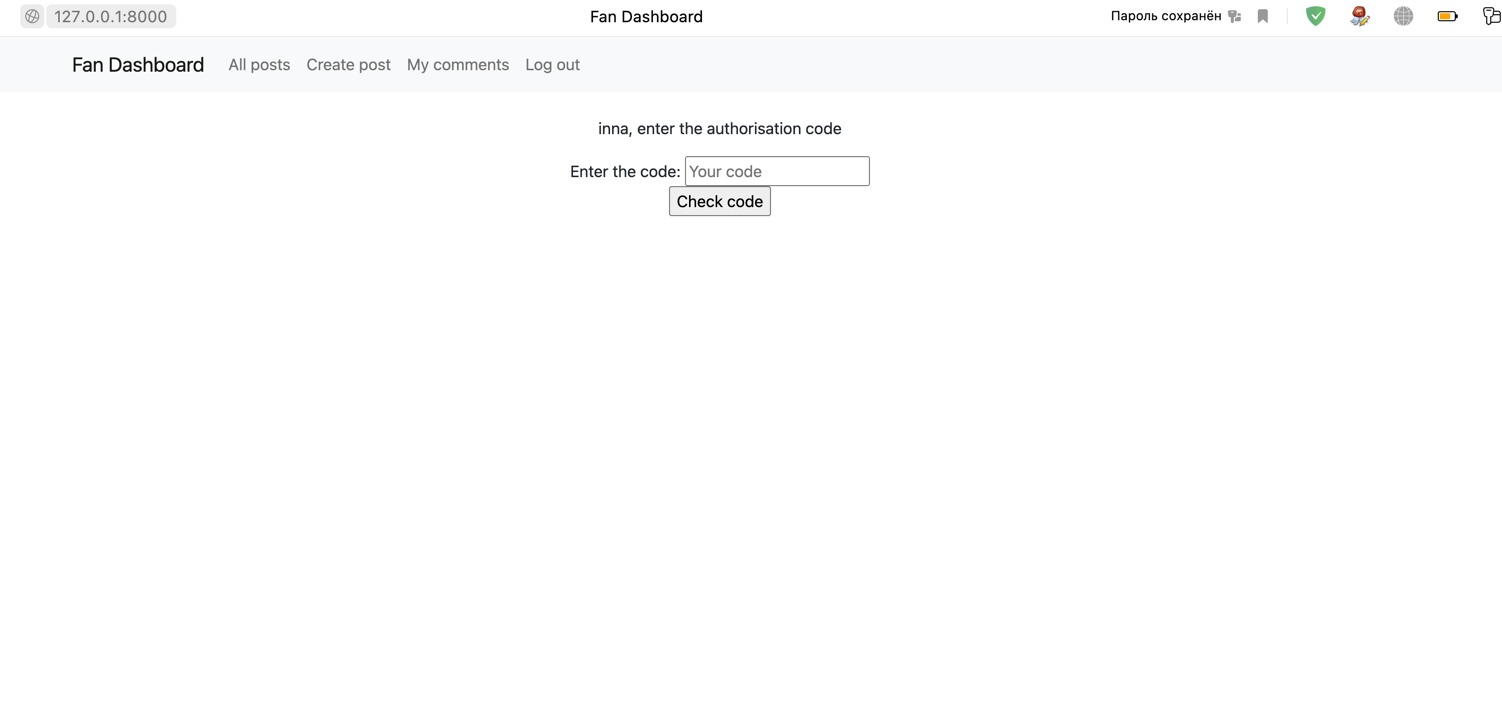 127.0.0.1:8000 Fan Dashboard Пароль сохранён
Fan Dashboard All posts Create post My comments Log out
inna, enter the authorisation code
Enter the code: Your code
Check code